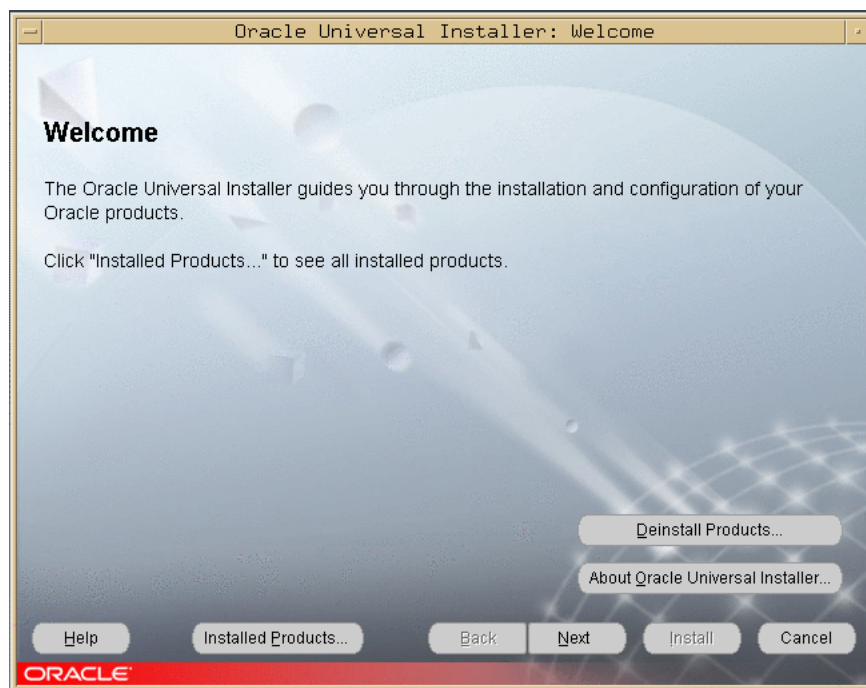 Oracle Universal Installer: Welcome
Welcome
The Oracle Universal Installer guides you through the installation and configuration of your
Oracle products.
Click "Installed Products..." to see all installed products.
Deinstall Products...
About Oracle Universal Installer...
Help Installed Products... Back Next Install Cancel
ORACLE